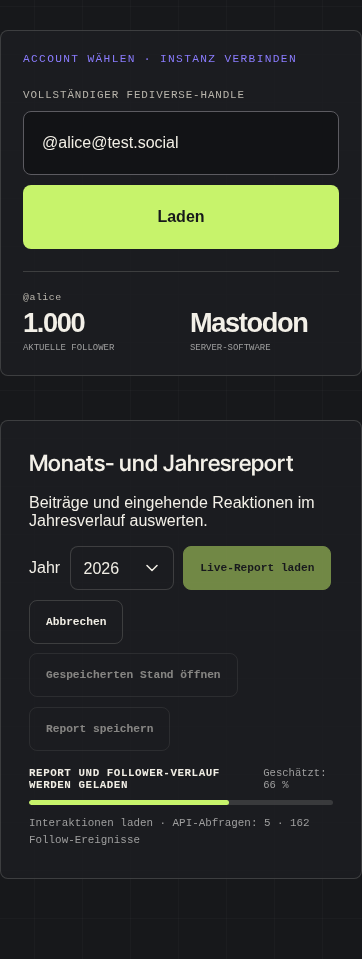 ACCOUNT WÄHLEN · INSTANZ VERBINDEN
VOLLSTÄNDIGER FEDIVERSE-HANDLE
@alice@test.social
Laden
@alice
1.000
AKTUELLE FOLLOWER
Mastodon
SERVER-SOFTWARE
Monats- und Jahresreport
Beiträge und eingehende Reaktionen im
Jahresverlauf auswerten.
Jahr 2026 Live-Report laden
Abbrechen
Gespeicherten Stand öffnen
Report speichern
REPORT UND FOLLOWER-VERLAUF
WERDEN GELADEN
Geschätzt:
66 %
Interaktionen laden · API-Abfragen: 5 · 162
Follow-Ereignisse